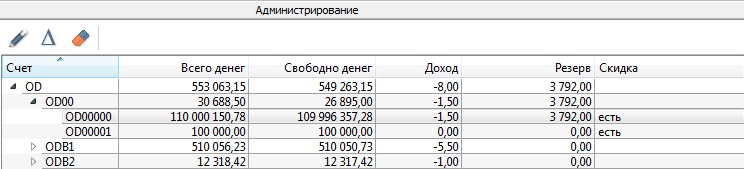 Администрирование
Счет Всего денег Свободно денег Доход Резерв Скидка
OD 553 063,15 549 263,15 -8,00 3 792,00
OD00 30 688,50 26 895,00 -1,50 3 792,00
OD00000 110 000 150,78 109 996 357,28 -1,50 3 792,00 есть
OD00001 100 000,00 100 000,00 0,00 0,00 есть
ODB1 510 056,23 510 050,73 -5,50 0,00
ODB2 12 318,42 12 317,42 -1,00 0,00